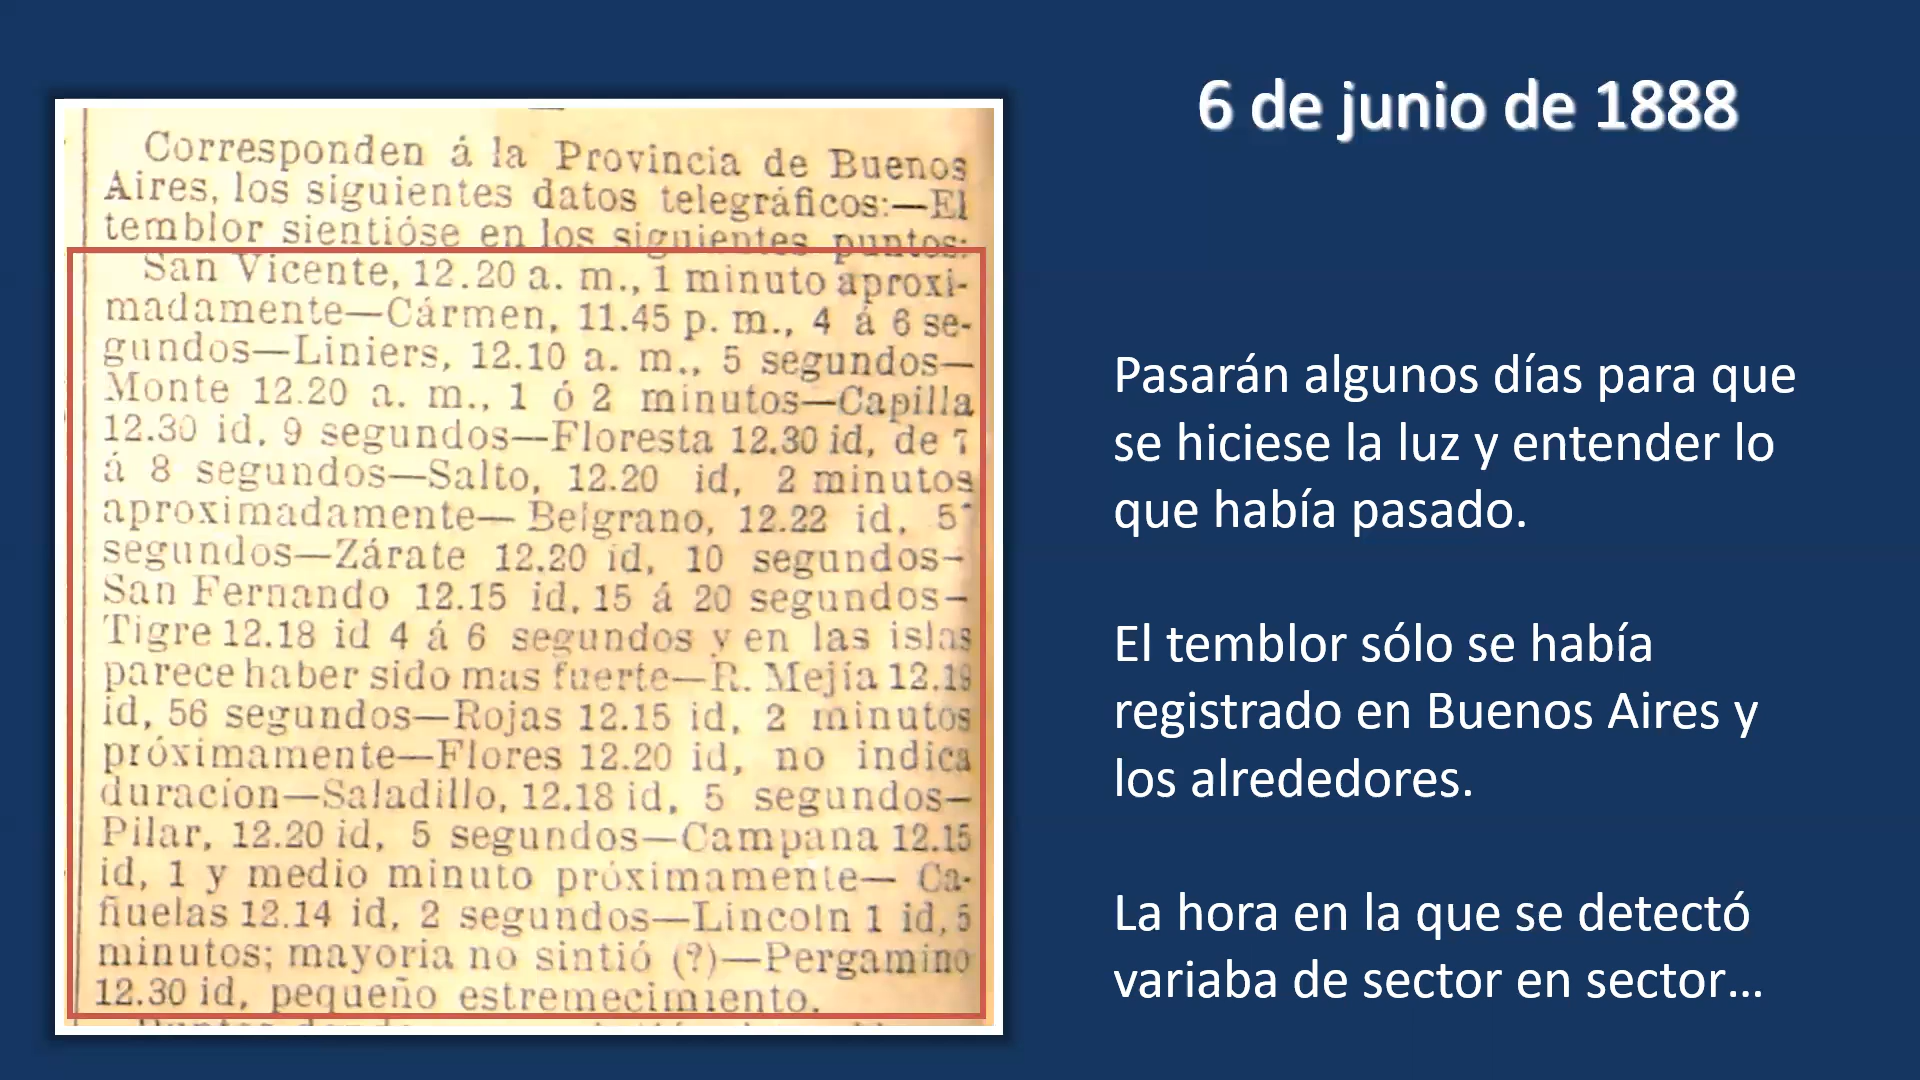 6 de junio de 1888
Corresponden á la Provincia de Buenos
Aires, los siguientes datos telegráficos:—El
temblor sientióse en los siguientes puntos:
San Vicente, 12.20 a. m., 1 minuto aproxi-
madamente—Cármen, 11.45 p. m., 4 á 6 se-
gundos—Liniers, 12.10 a. m., 5 segundos—
Monte 12.20 a. m., 1 ó 2 minutos—Capilla
12.30 id, 9 segundos—Floresta 12.30 id, de 7
á 8 segundos—Salto, 12.20 id, 2 minutos
aproximadamente— Belgrano, 12.22 id, 5
segundos—Zárate 12.20 id, 10 segundos—
San Fernando 12.15 id, 15 á 20 segundos—
Tigre 12.18 id 4 á 6 segundos y en las islas
parece haber sido mas fuerte—R. Mejía 12.19
id, 56 segundos—Rojas 12.15 id, 2 minutos
próximamente—Flores 12.20 id, no indica
duracion—Saladillo, 12.18 id, 5 segundos—
Pilar, 12.20 id, 5 segundos—Campana 12.15
id, 1 y medio minuto próximamente— Ca-
ñuelas 12.14 id, 2 segundos—Lincoln 1 id, 5
minutos; mayoria no sintió (?)—Pergamino
12.30 id, pequeño estremecimiento.
Pasarán algunos días para que
se hiciese la luz y entender lo
que había pasado.
El temblor sólo se había
registrado en Buenos Aires y
los alrededores.
La hora en la que se detectó
variaba de sector en sector...